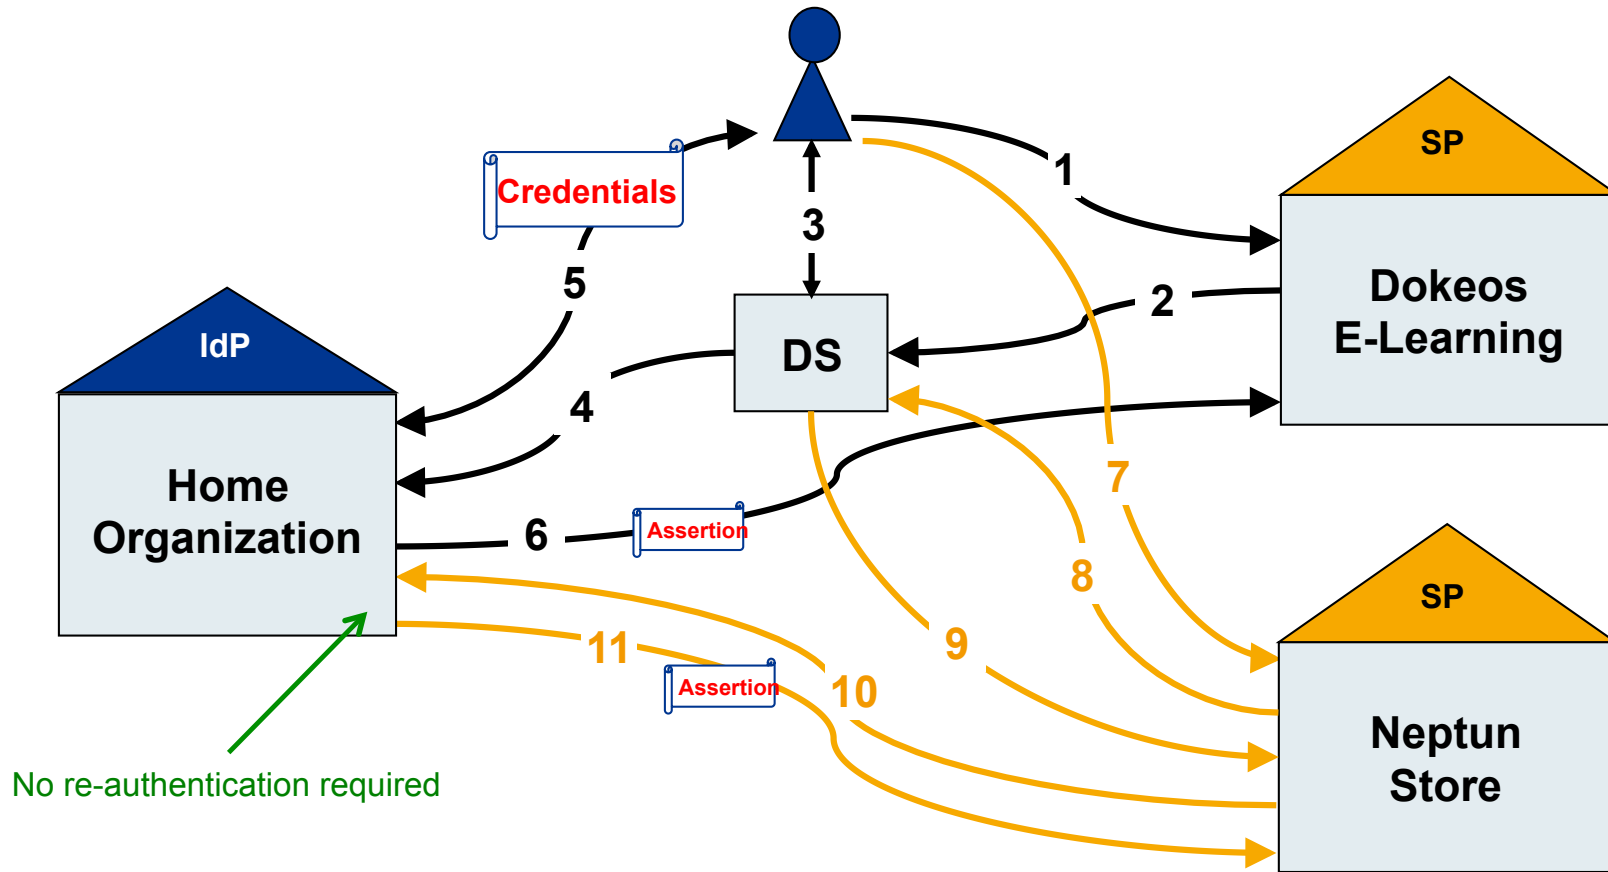 1
SP
Credentials
3
Dokeos
E-Learning
5
2
IdP
DS
4
7
Home
Organization
6
Assertion
8
SP
11
9
Assertion
10
Neptun
Store
No re-authentication required